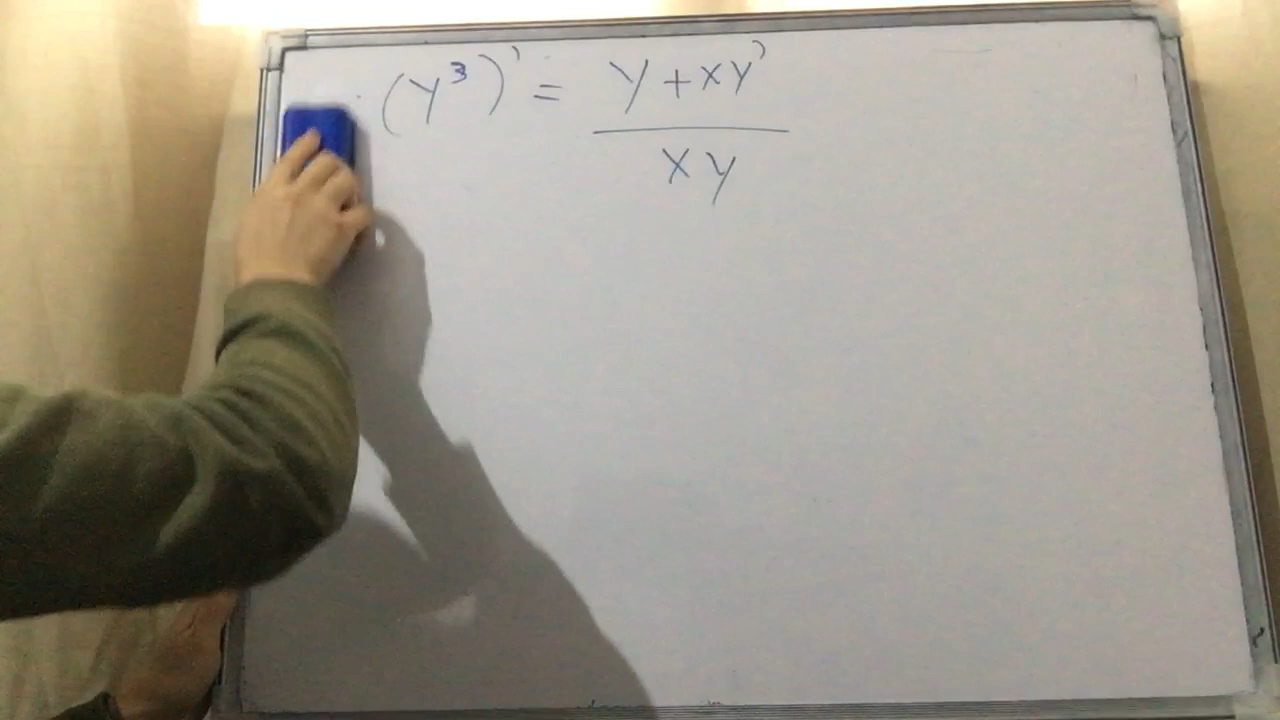 (y³)' = y + xy' / xy